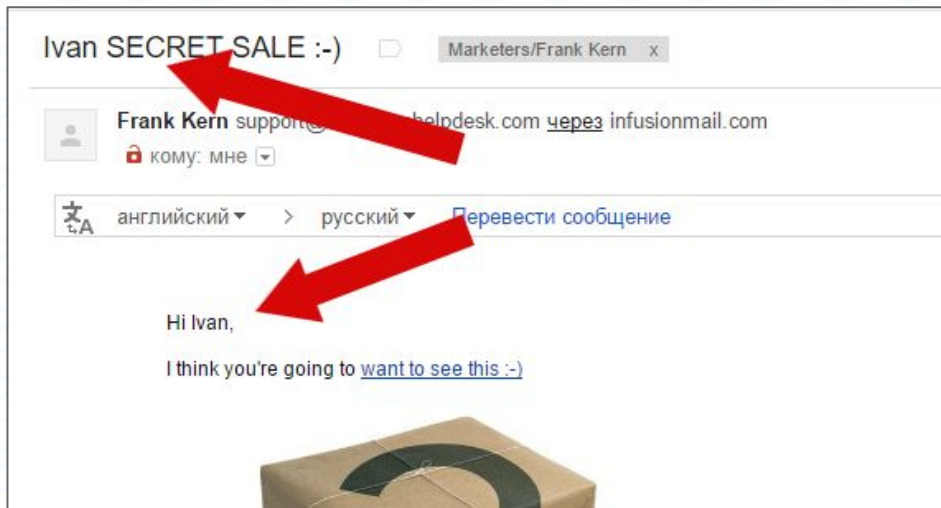 Ivan SECRET SALE :-)
Marketers/Frank Kern x
Frank Kern support@ helpdesk.com через infusionmail.com
кому: мне
английский > русский Перевести сообщение
Hi Ivan,
I think you're going to want to see this :-)